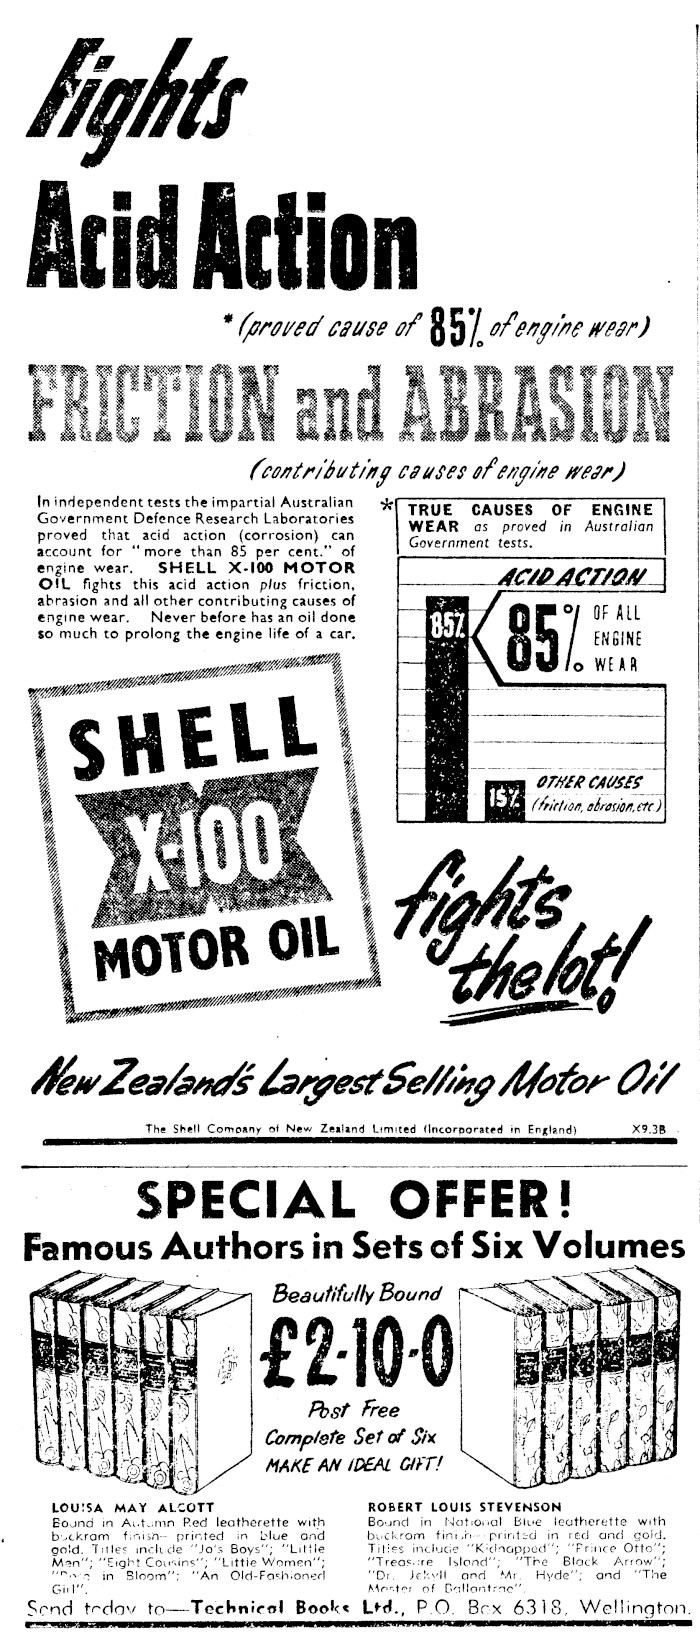 Fights
Acid Action
* (proved cause of 85% of engine wear)
FRICTION and ABRASION
(contributing causes of engine wear)
In independent tests the impartial Australian
Government Defence Research Laboratories
proved that acid action (corrosion) can
account for "more than 85 per cent." of
engine wear. SHELL X-100 MOTOR
OIL fights this acid action plus friction,
abrasion and all other contributing causes of
engine wear. Never before has an oil done
so much to prolong the engine life of a car.
* TRUE CAUSES OF ENGINE
WEAR as proved in Australian
Government tests.
ACID ACTION
85%
85% OF ALL
ENGINE
WEAR
15%
OTHER CAUSES
(friction, abrasion, etc)
SHELL
X-100
MOTOR OIL
fights
the lot!
New Zealand's Largest Selling Motor Oil
The Shell Company of New Zealand Limited (Incorporated in England) X9.3B
SPECIAL OFFER!
Famous Authors in Sets of Six Volumes
Beautifully Bound
£2-10-0
Post Free
Complete Set of Six
MAKE AN IDEAL GIFT!
LOUISA MAY ALCOTT
Bound in Autumn Red leatherette with
buckram finish—printed in blue and
gold. Titles include "Jo's Boys"; "Little
Men"; "Eight Cousins"; "Little Women";
in Bloom"; "An Old-Fashioned
Girl".
ROBERT LOUIS STEVENSON
Bound in National Blue leatherette with
buckram finish—printed in red and gold.
Titles include "Kidnapped"; "Prince Otto";
"Treasure Island"; "The Black Arrow";
"Dr. Jekyll and Mr. Hyde"; and "The
Master of Ballantrae".
Send today to—Technical Books Ltd., P.O. Box 6318, Wellington.